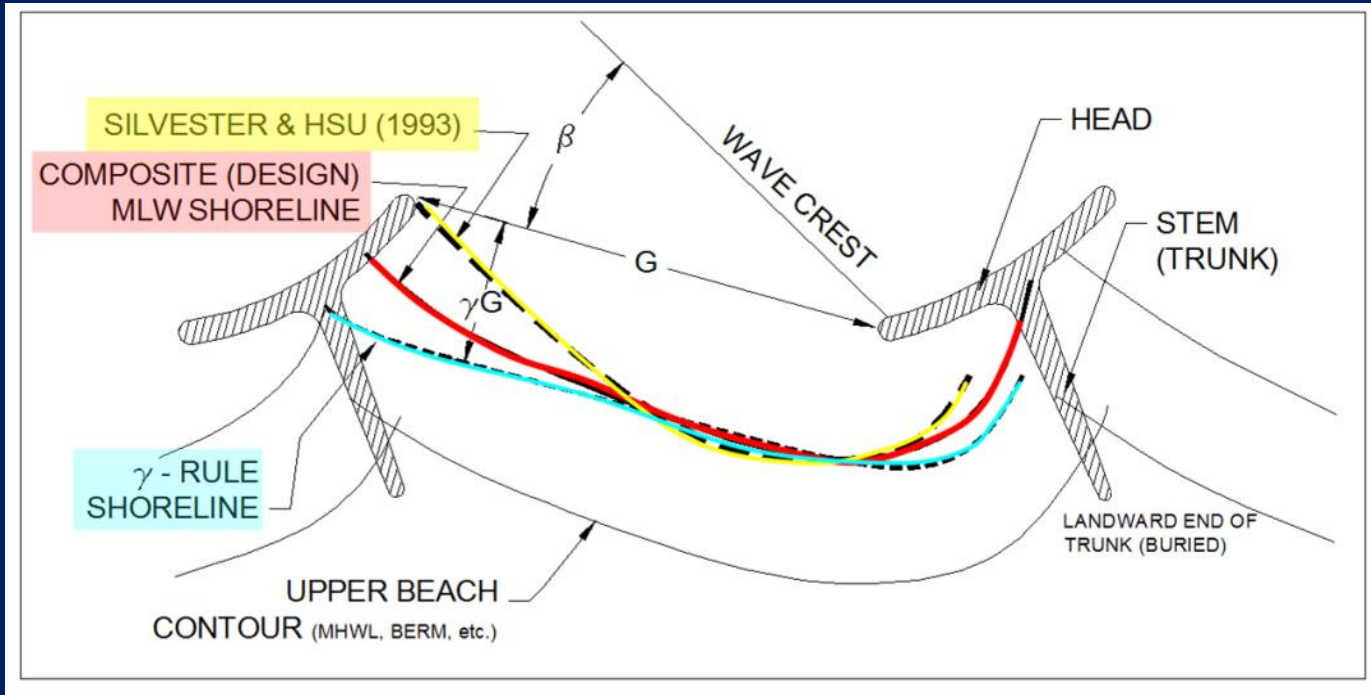 SILVESTER & HSU (1993)
COMPOSITE (DESIGN)
MLW SHORELINE
β
WAVE CREST
HEAD
STEM
(TRUNK)
G
γG
γ - RULE
SHORELINE
LANDWARD END OF
TRUNK (BURIED)
UPPER BEACH
CONTOUR (MHWL, BERM, etc.)